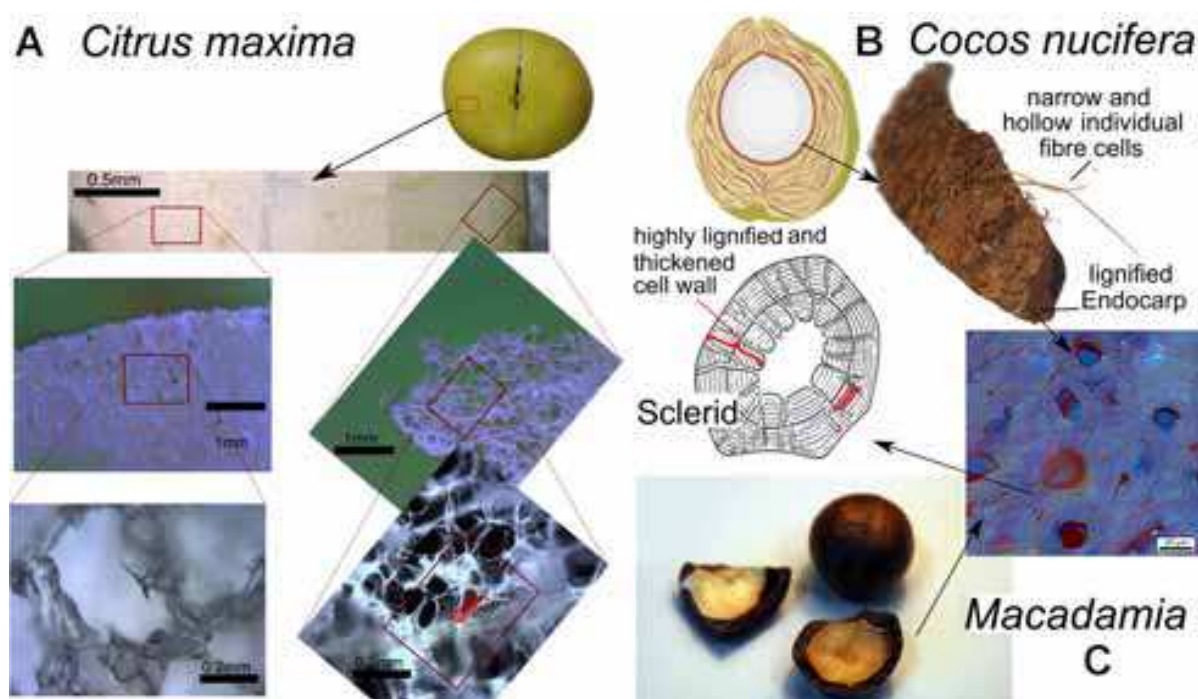 A Citrus maxima
0.5mm
1mm
0.2mm
1mm
B Cocos nucifera
narrow and
hollow individual
fibre cells
highly lignified and
thickened
cell wall
lignified
Endocarp
Sclerid
Macadamia
C